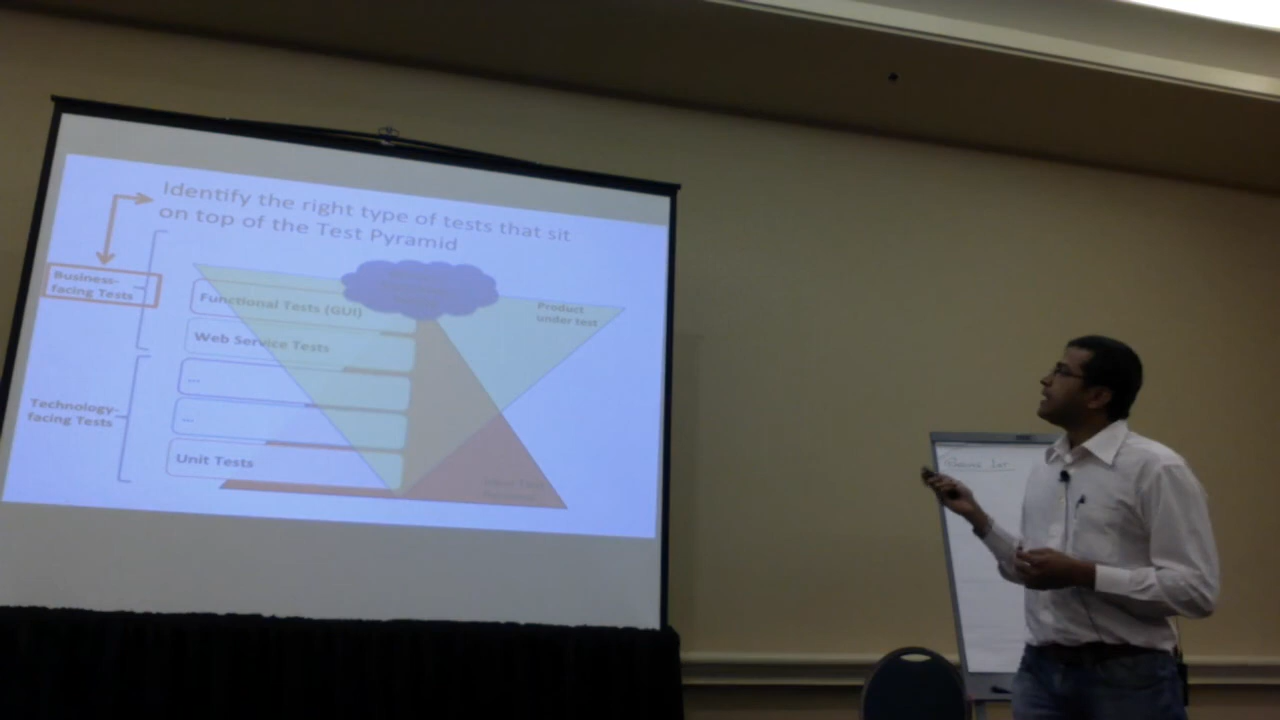 Identify the right type of tests that sit
on top of the Test Pyramid
Business-
facing Tests
Functional Tests (GUI)
Product
under test
Web Service Tests
...
Technology-
facing Tests
...
Unit Tests